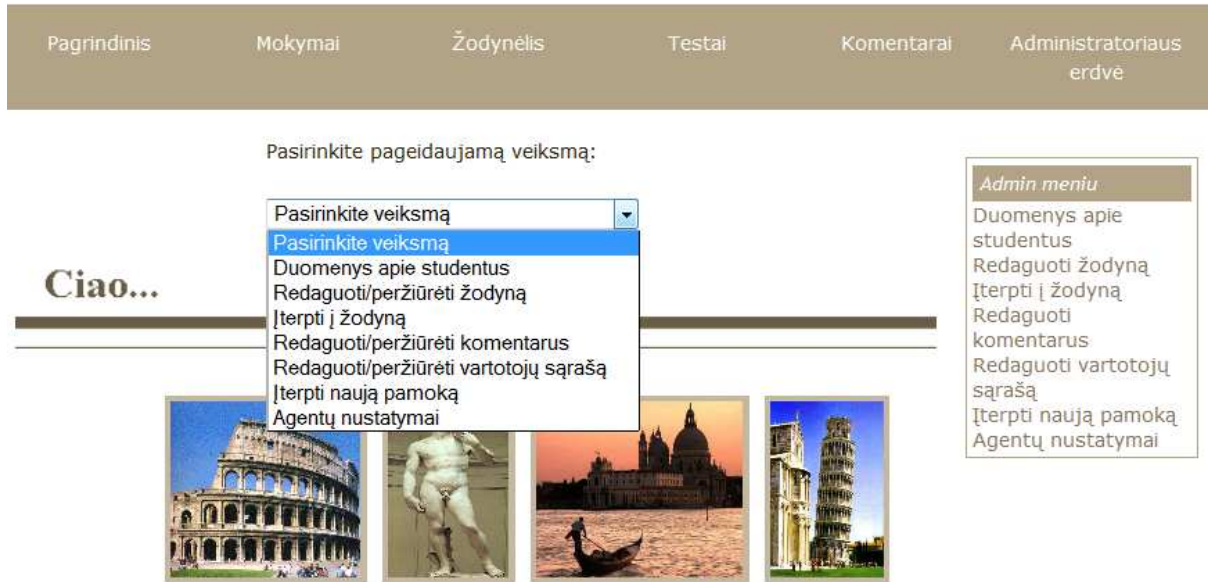 Pagrindinis Mokymai Žodynėlis Testai Komentarai Administratoriaus
erdvė
Pasirinkite pageidaujamą veiksmą:
Pasirinkite veiksmą
Pasirinkite veiksmą
Duomenys apie studentus
Redaguoti/peržiūrėti žodyną
Įterpti į žodyną
Redaguoti/peržiūrėti komentarus
Redaguoti/peržiūrėti vartotojų sąrašą
Įterpti naują pamoką
Agentų nustatymai
Ciao...
Admin meniu
Duomenys apie
studentus
Redaguoti žodyną
Įterpti į žodyną
Redaguoti
komentarus
Redaguoti vartotojų
sąrašą
Įterpti naują pamoką
Agentų nustatymai